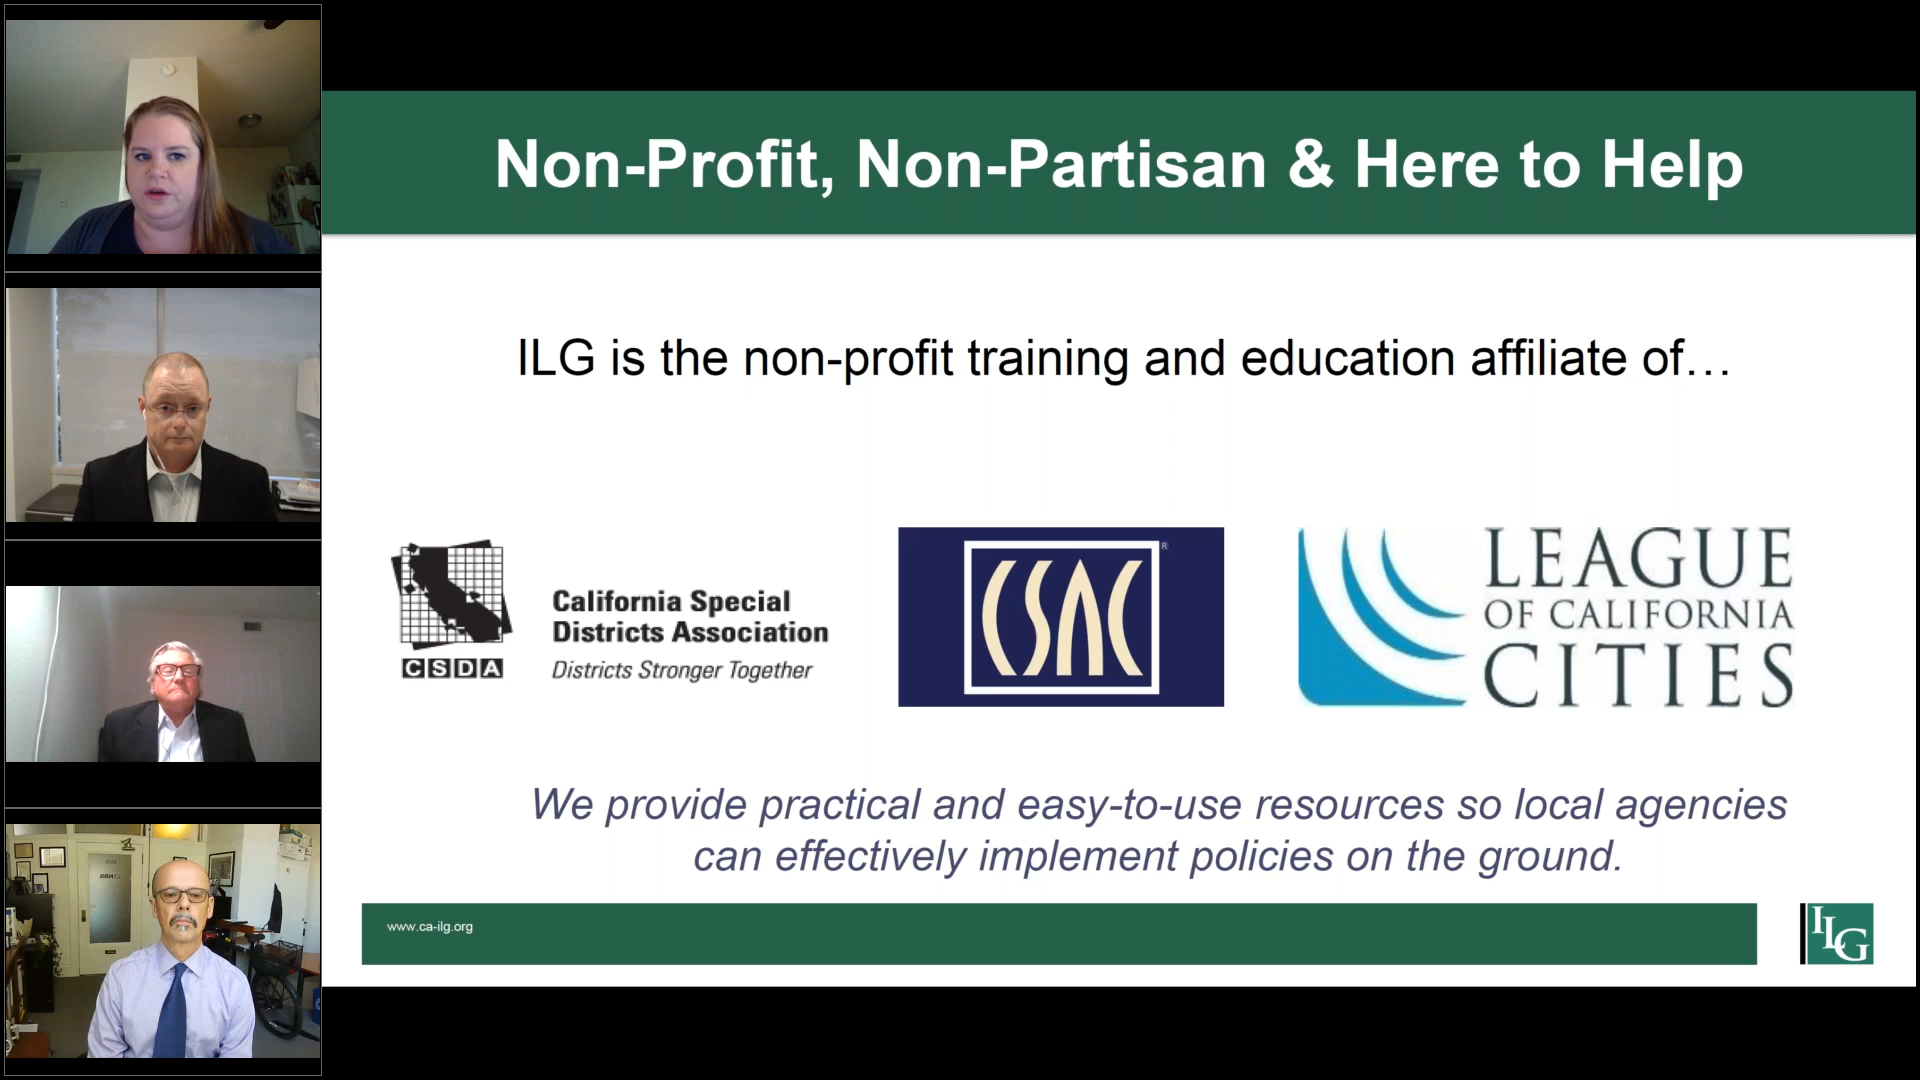 Non-Profit, Non-Partisan & Here to Help
ILG is the non-profit training and education affiliate of…
California Special
Districts Association
CSDA
Districts Stronger Together
CSAC®
LEAGUE
OF CALIFORNIA
CITIES
We provide practical and easy-to-use resources so local agencies
can effectively implement policies on the ground.
www.ca-ilg.org
ILG